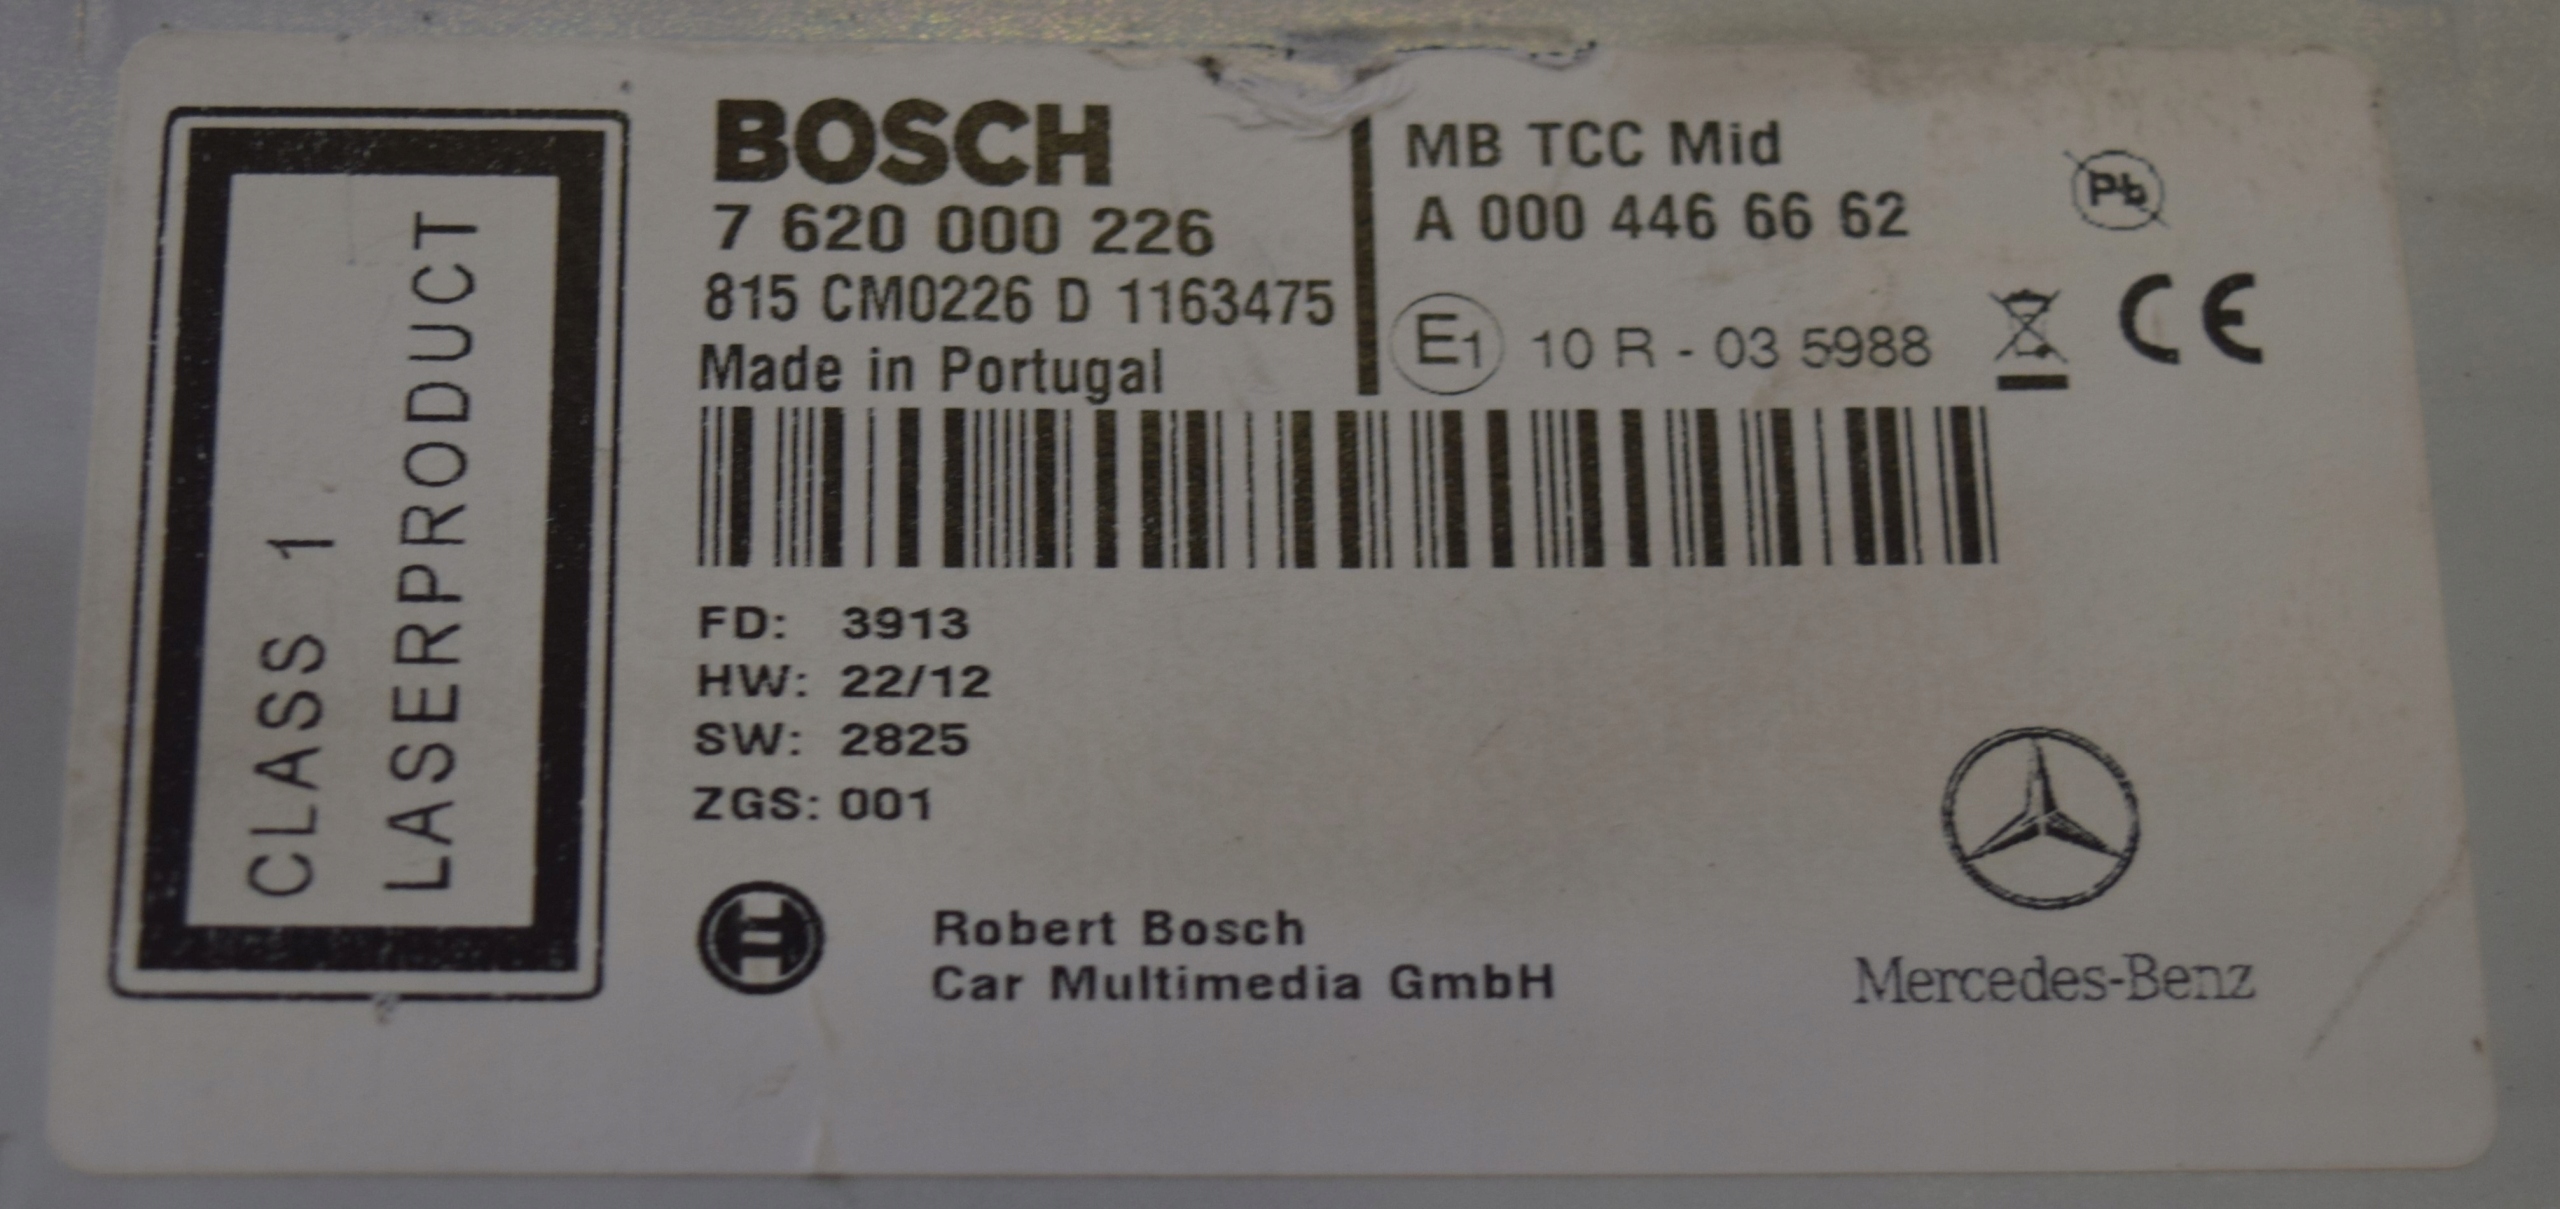 CLASS 1
LASERPRODUCT
BOSCH
7 620 000 226
815 CM0226 D 1163475
Made in Portugal
MB TCC Mid
A 000 446 66 62
Pb
E1 10 R - 03 5988
CE
FD: 3913
HW: 22/12
SW: 2825
ZGS: 001
Robert Bosch
Car Multimedia GmbH
Mercedes-Benz